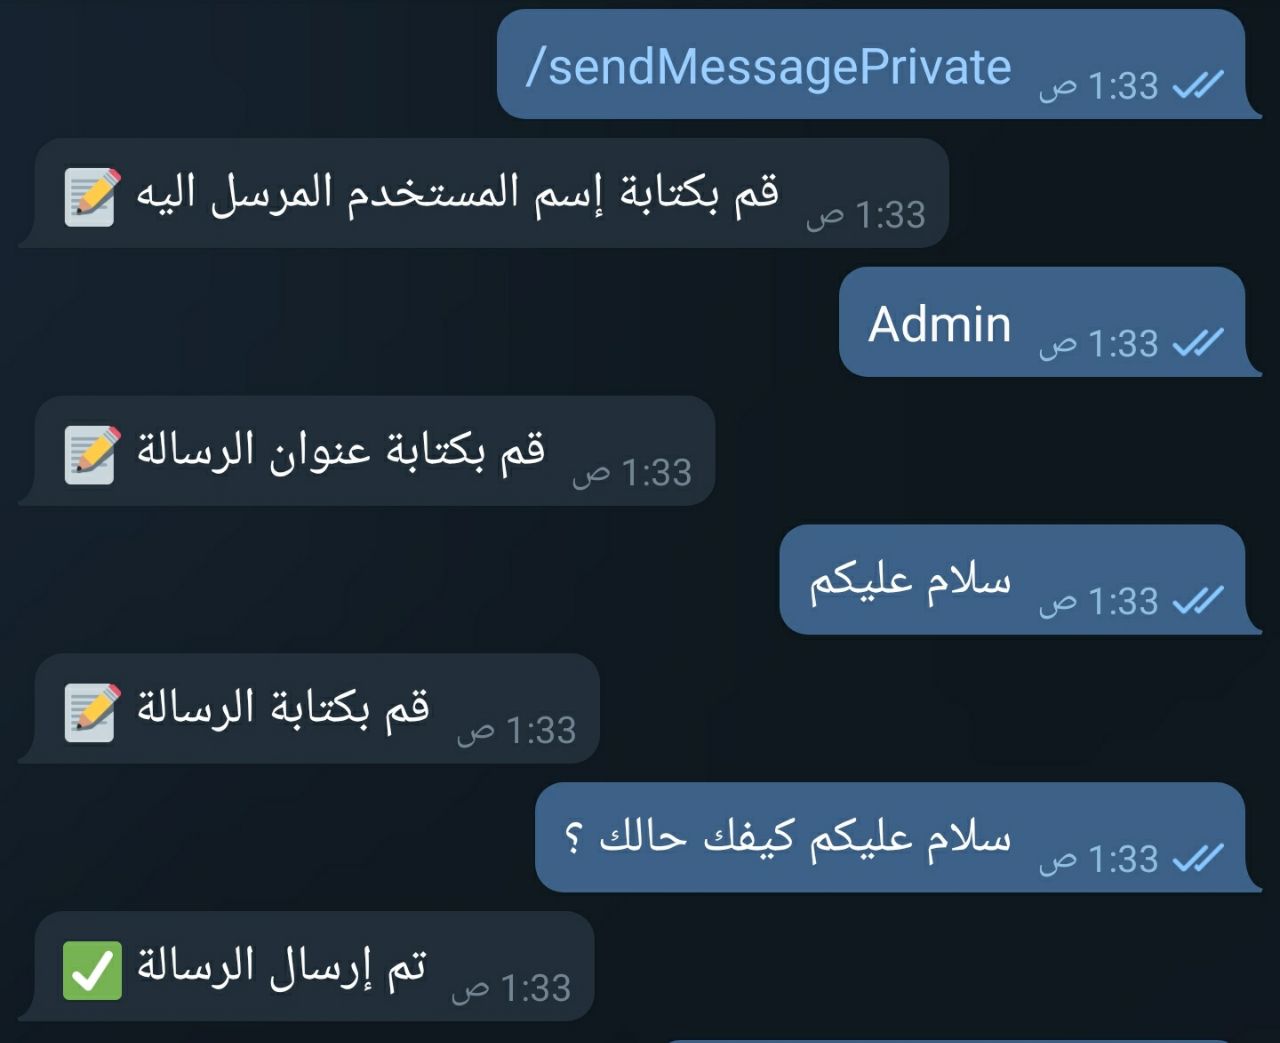 /sendMessagePrivate
1:33 ص
قم بكتابة إسم المستخدم المرسل اليه 📝
1:33 ص
Admin
1:33 ص
قم بكتابة عنوان الرسالة 📝
1:33 ص
سلام عليكم
1:33 ص
قم بكتابة الرسالة 📝
1:33 ص
سلام عليكم كيفك حالك ؟
1:33 ص
تم إرسال الرسالة ✅
1:33 ص